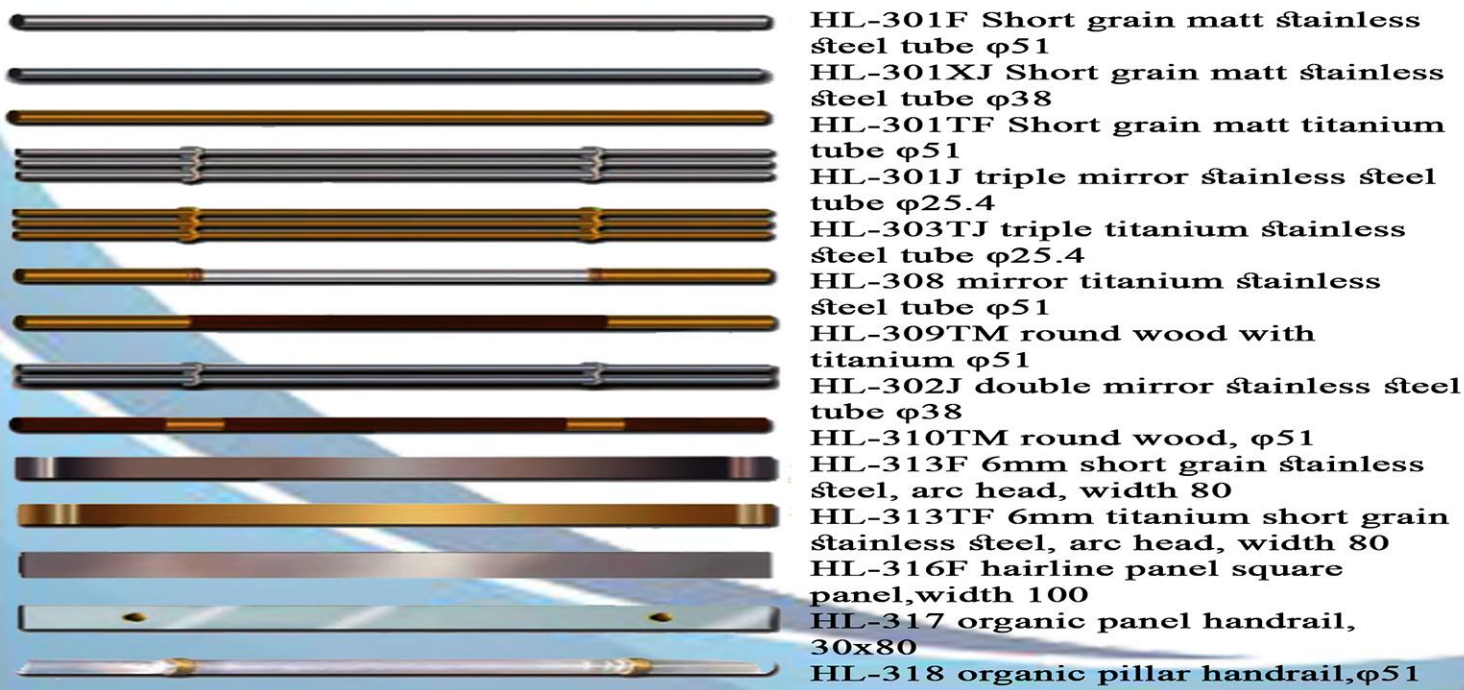 HL-301F Short grain matt stainless
steel tube φ51
HL-301XJ Short grain matt stainless
steel tube φ38
HL-301TF Short grain matt titanium
tube φ51
HL-301J triple mirror stainless steel
tube φ25.4
HL-303TJ triple titanium stainless
steel tube φ25.4
HL-308 mirror titanium stainless
steel tube φ51
HL-309TM round wood with
titanium φ51
HL-302J double mirror stainless steel
tube φ38
HL-310TM round wood, φ51
HL-313F 6mm short grain stainless
steel, arc head, width 80
HL-313TF 6mm titanium short grain
stainless steel, arc head, width 80
HL-316F hairline panel square
panel,width 100
HL-317 organic panel handrail,
30x80
HL-318 organic pillar handrail,φ51